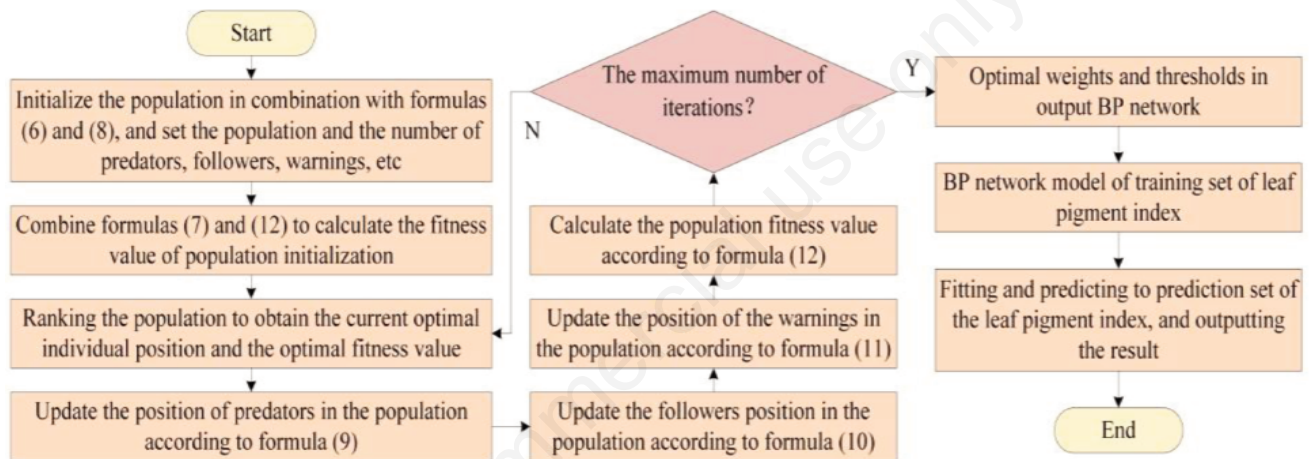 Start
Initialize the population in combination with formulas
(6) and (8), and set the population and the number of
predators, followers, warnings, etc
Combine formulas (7) and (12) to calculate the fitness
value of population initialization
Ranking the population to obtain the current optimal
individual position and the optimal fitness value
Update the position of predators in the population
according to formula (9)
Update the followers position in the
population according to formula (10)
Update the position of the warnings in
the population according to formula (11)
Calculate the population fitness value
according to formula (12)
The maximum number of
iterations?
N
Y
Optimal weights and thresholds in
output BP network
BP network model of training set of leaf
pigment index
Fitting and predicting to prediction set of
the leaf pigment index, and outputting
the result
End
mmercial use only